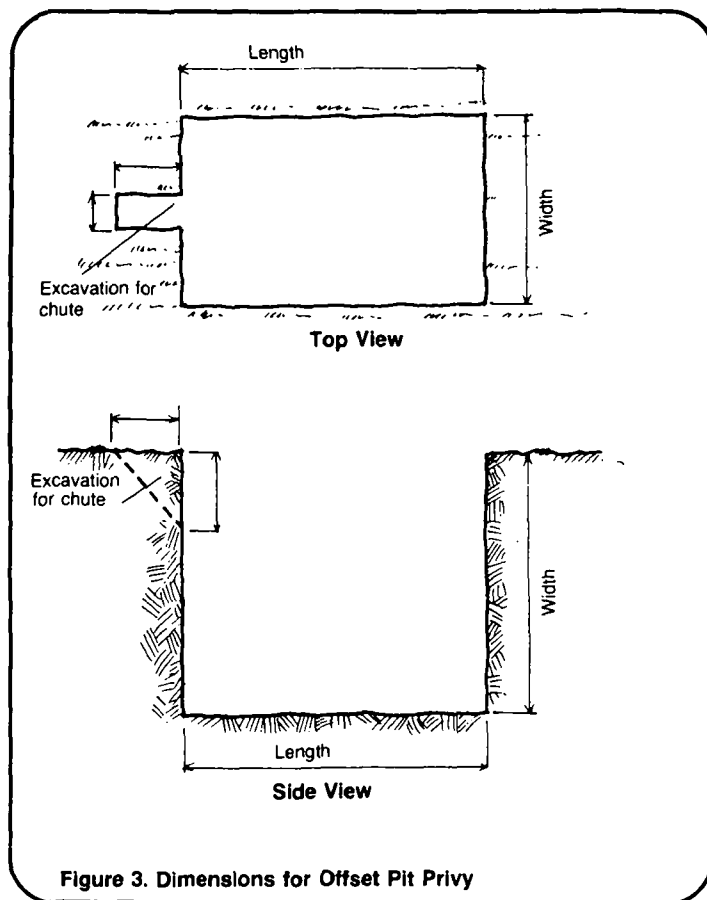 Length
Width
Excavation for
chute
Top View
Excavation
for chute
Width
Length
Side View
Figure 3. Dimensions for Offset Pit Privy